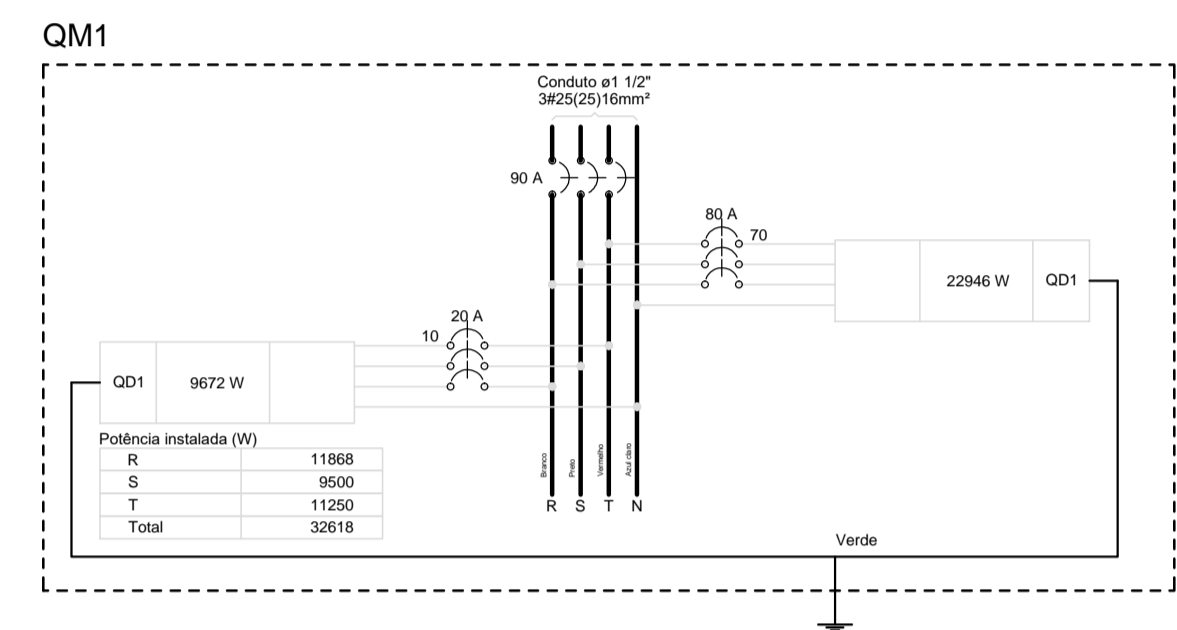 QM1
Conduto ø1 1/2"
3#25(25)16mm²
90 A
80 A
70
22946 W
QD1
20 A
10
QD1
9672 W
Potência instalada (W)
R 11868
S 9500
T 11250
Total 32618
Branco
Preto
Vermelho
Azul claro
R S T N
Verde